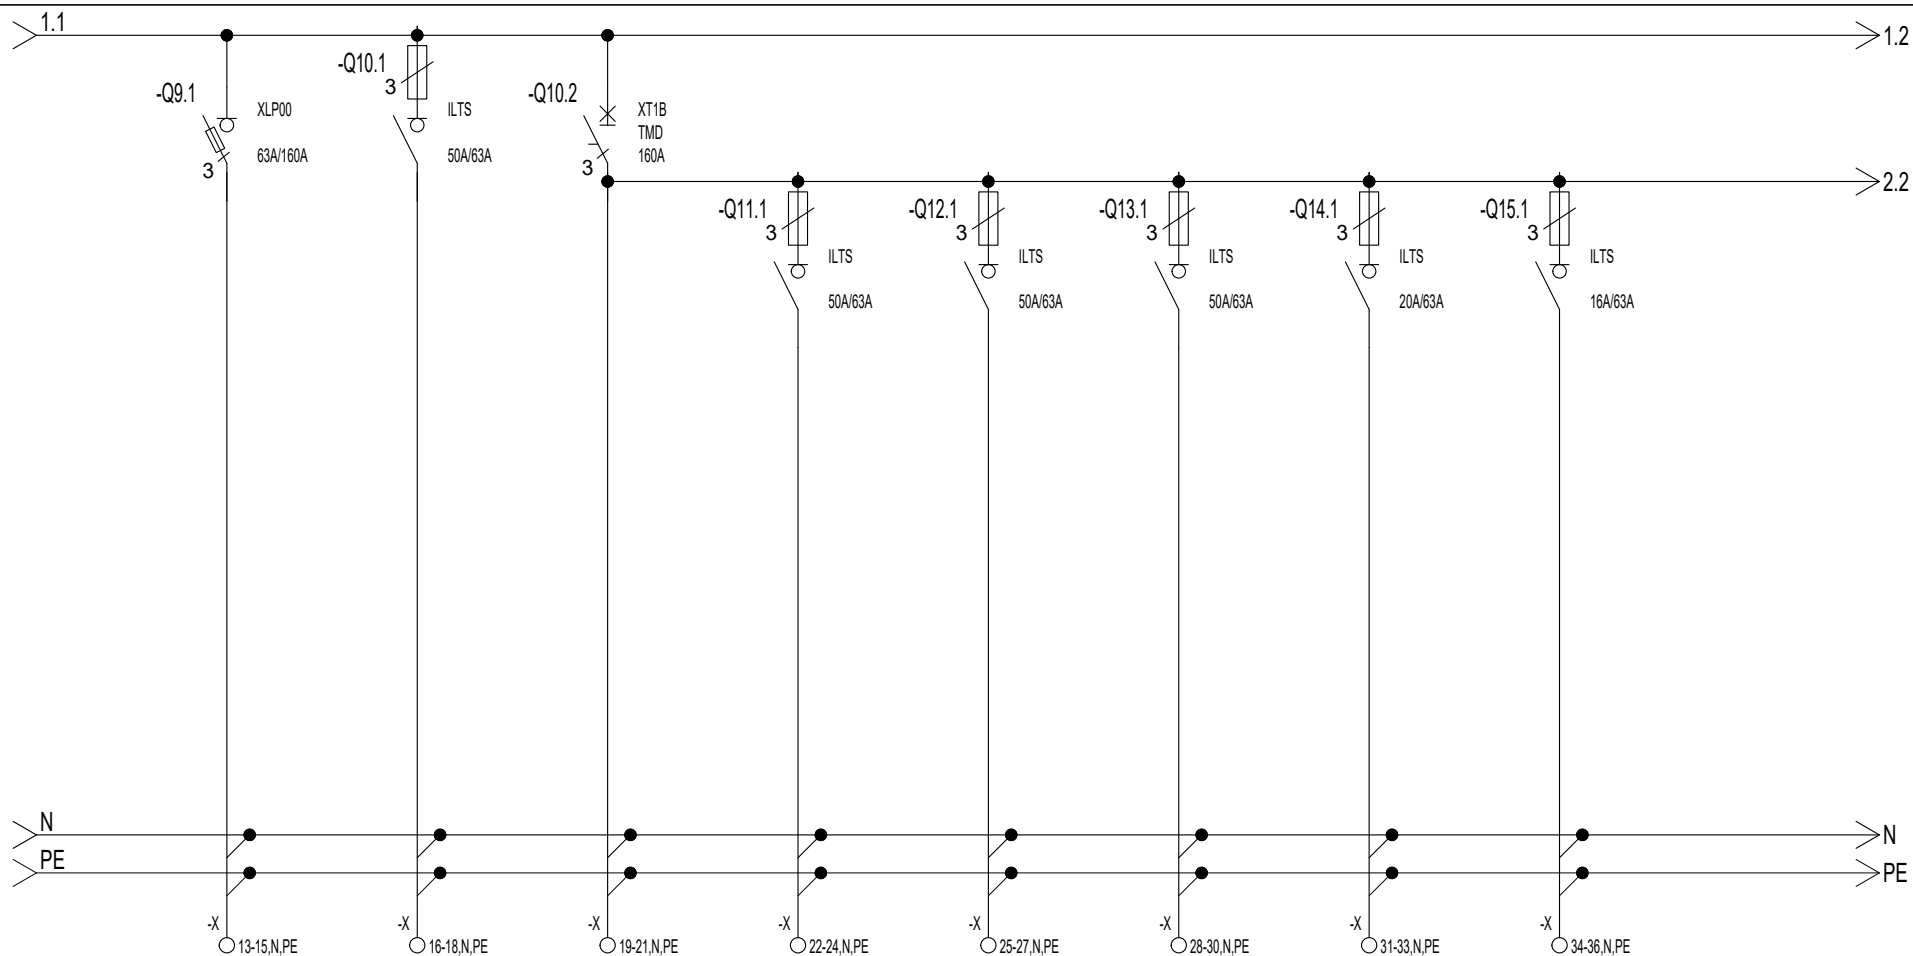 1.1
1.2
-Q10.1
3
-Q9.1
XLP00
63A/160A
3
ILTS
50A/63A
-Q10.2
XT1B
TMD
160A
3
2.2
-Q11.1
3
ILTS
50A/63A
-Q12.1
3
ILTS
50A/63A
-Q13.1
3
ILTS
50A/63A
-Q14.1
3
ILTS
20A/63A
-Q15.1
3
ILTS
16A/63A
N
N
PE
PE
-X
13-15,N,PE
-X
16-18,N,PE
-X
19-21,N,PE
-X
22-24,N,PE
-X
25-27,N,PE
-X
28-30,N,PE
-X
31-33,N,PE
-X
34-36,N,PE